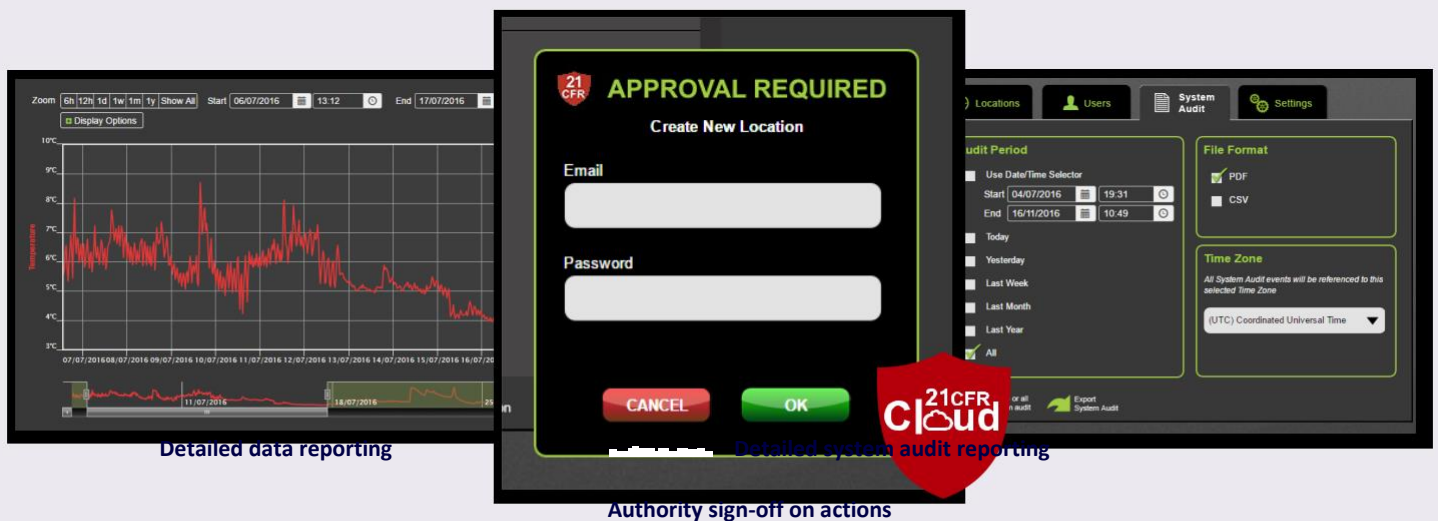 Zoom 6h 12h 1d 1w 1m 1y Show All Start 06/07/2016 13:12 End 17/07/2016
Display Options
10°C
9°C
8°C
7°C
6°C
5°C
4°C
3°C
Temperature
07/07/2016 08/07/2016 09/07/2016 10/07/2016 11/07/2016 12/07/2016 13/07/2016 14/07/2016 15/07/2016 16/07/20
11/07/2016 18/07/2016 25
Detailed data reporting
21
CFR
APPROVAL REQUIRED
Create New Location
Email
Password
CANCEL OK
Authority sign-off on actions
Locations Users System Audit Settings
udit Period
Use Date/Time Selector
Start 04/07/2016 19:31
End 16/11/2016 10:49
Today
Yesterday
Last Week
Last Month
Last Year
All
File Format
PDF
CSV
Time Zone
All System Audit events will be referenced to this
selected Time Zone
(UTC) Coordinated Universal Time
or all
audit
Export
System Audit
21CFR
Cloud
Detailed system audit reporting